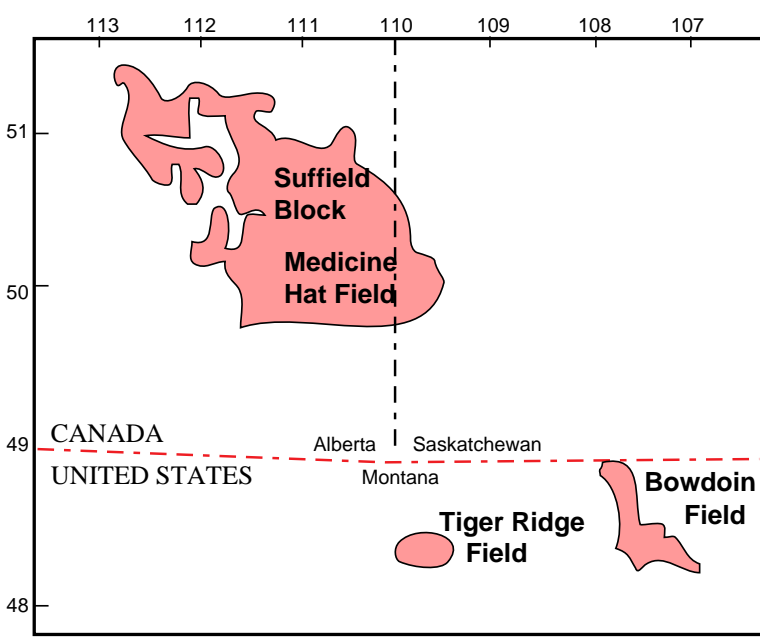 113 112 111 110 109 108 107
51
Suffield
Block
Medicine
Hat Field
50
49
CANADA
Alberta Saskatchewan
UNITED STATES
Montana
Bowdoin
Field
Tiger Ridge
Field
48